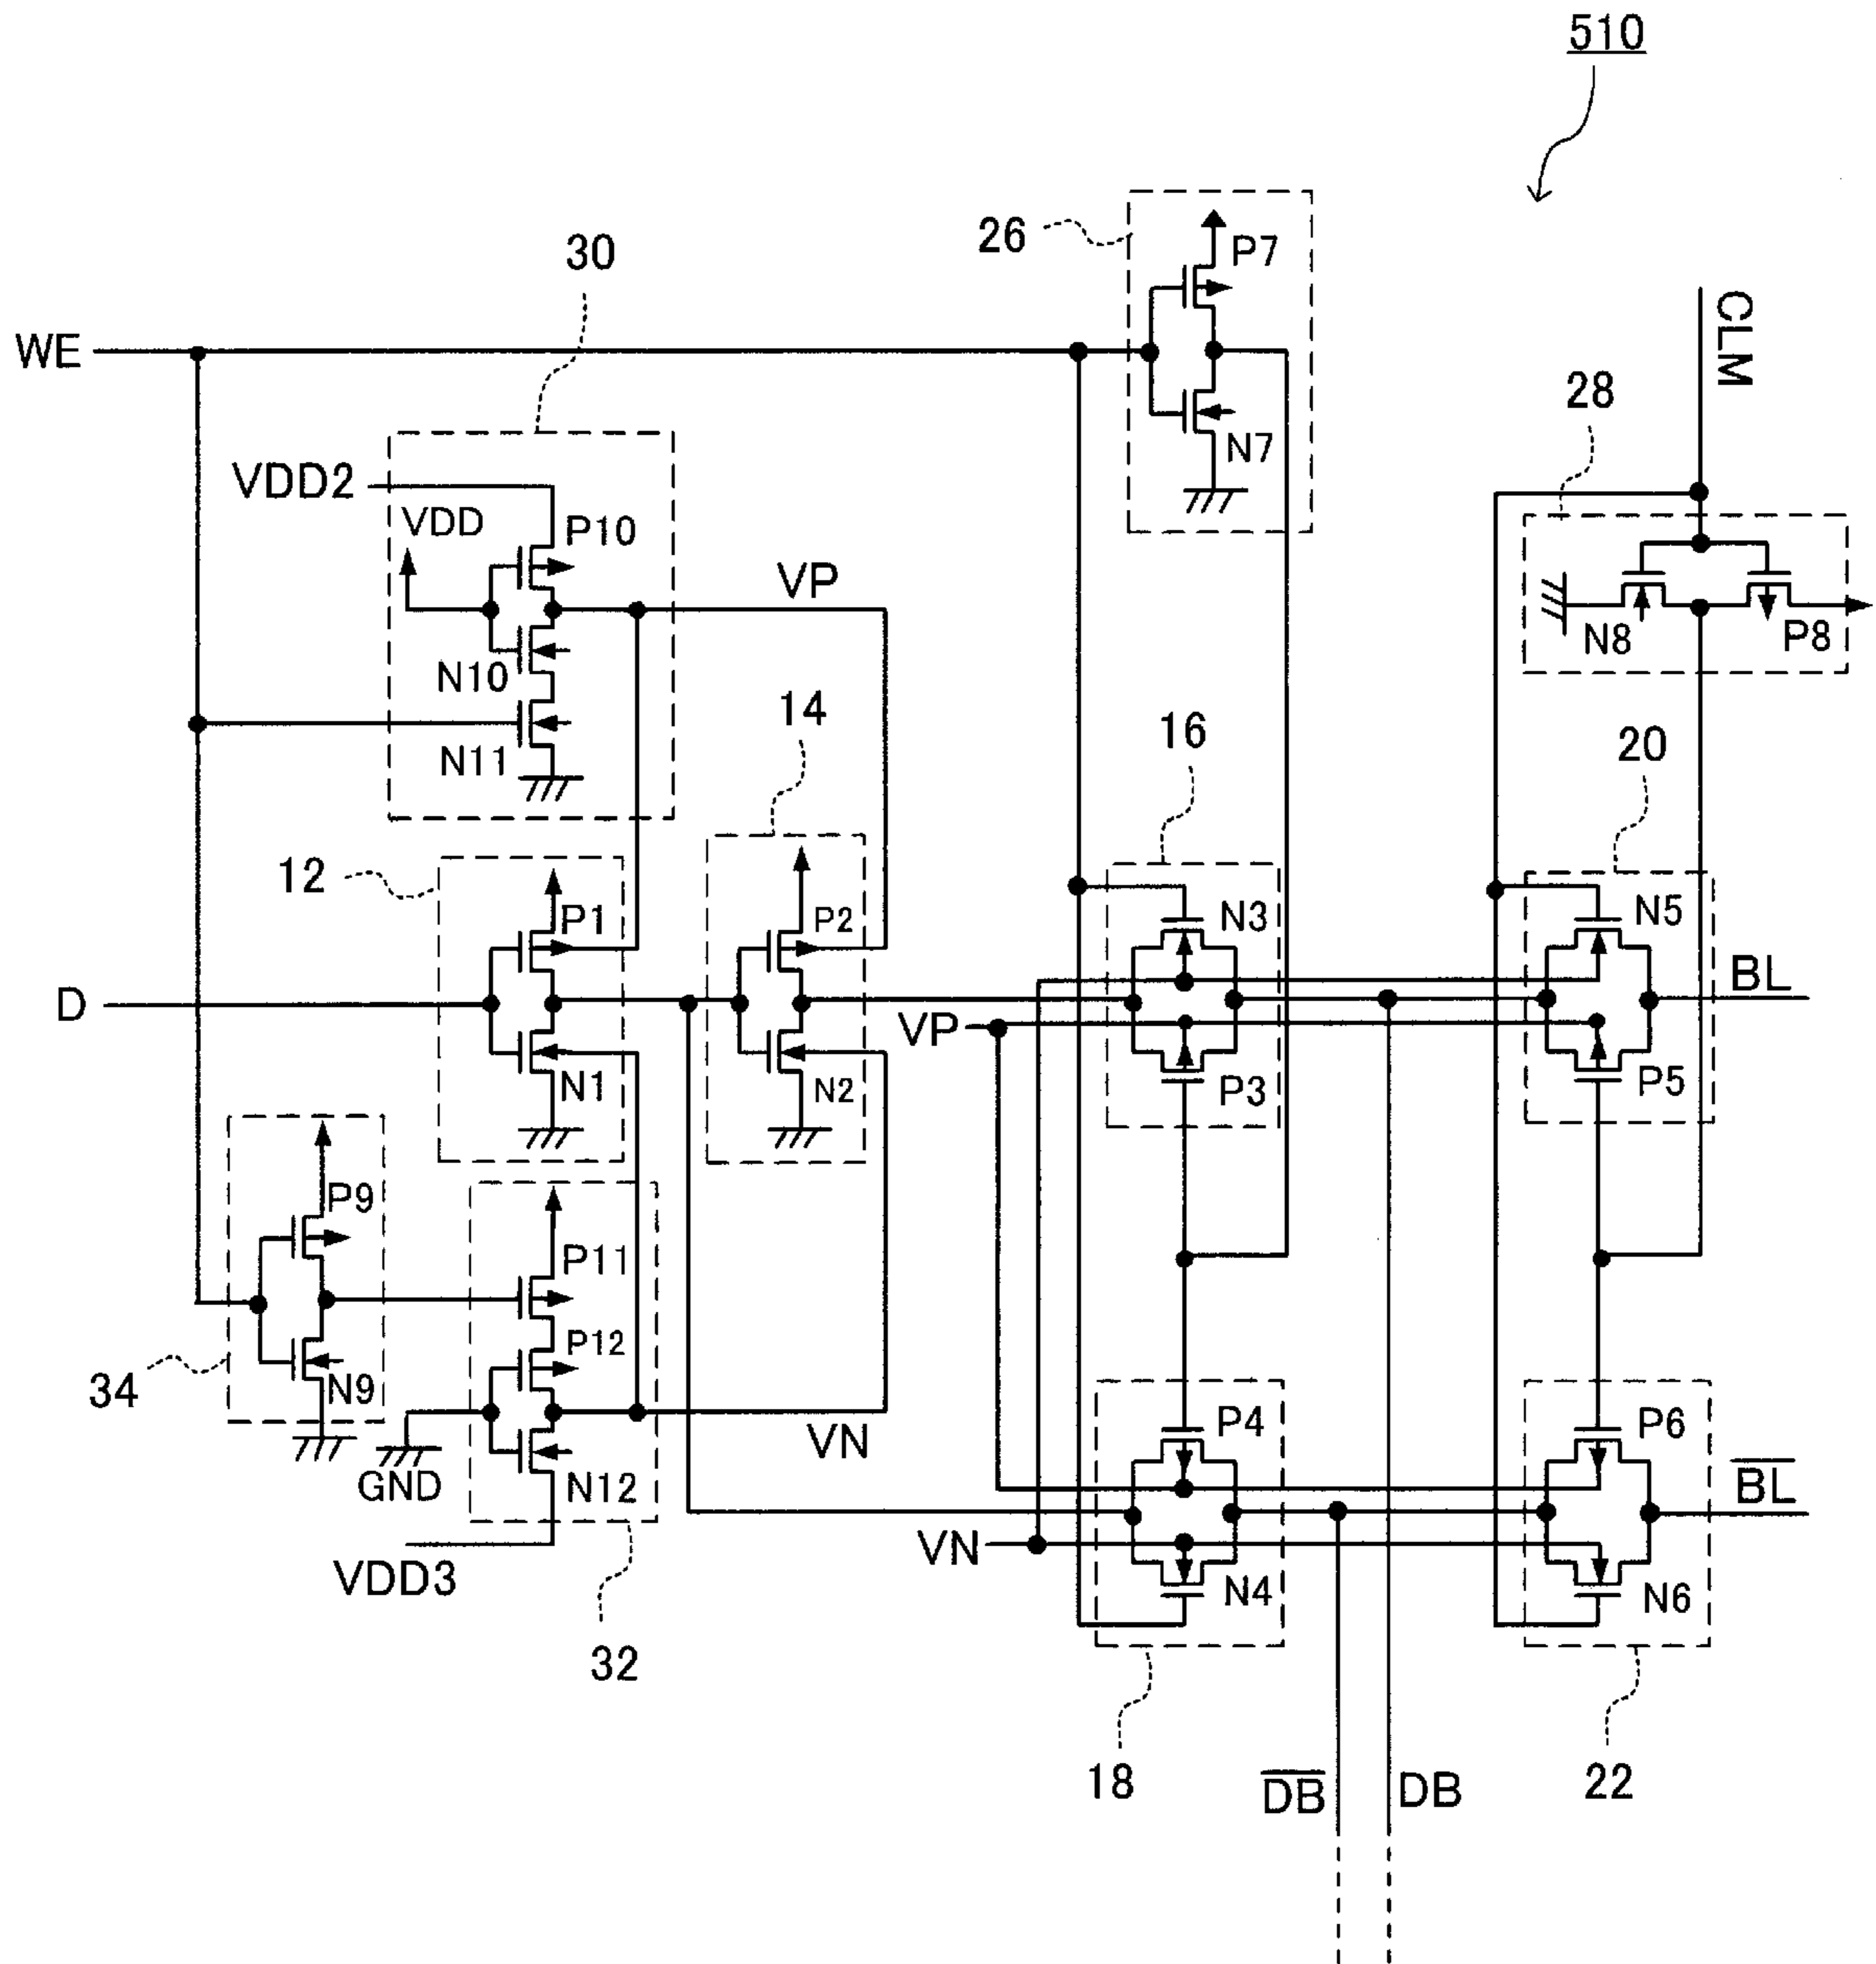 510
26
P7
30
WE
CLM
28
N7
VDD2
VDD
P10
VP
N8
P8
N10
14
16
20
N11
12
P1
P2
N3
N5
D
BL
VP
N1
N2
P3
P5
P9
P11
P12
34
N9
VN
P4
P6
GND
N12
B̅L̅
VN
VDD3
N4
N6
32
18
D̅B̅
DB
22